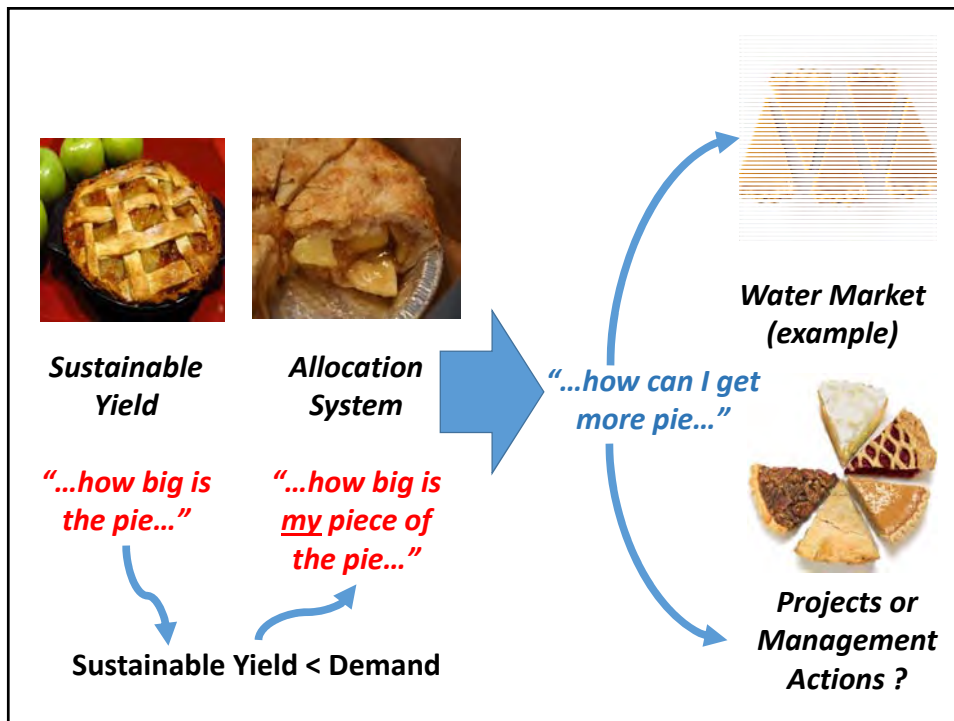 Sustainable
Yield
Allocation
System
"…how big is
the pie…"
"…how big is
my piece of
the pie…"
Sustainable Yield < Demand
"…how can I get
more pie…"
Water Market
(example)
Projects or
Management
Actions ?